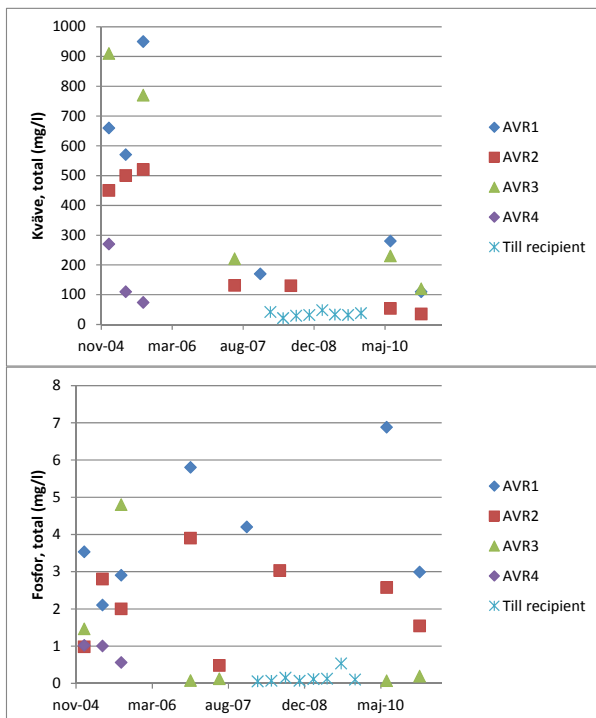 Kväve, total (mg/l)
1000
900
800
700
600
500
400
300
200
100
0
nov-04 mar-06 aug-07 dec-08 maj-10
AVR1
AVR2
AVR3
AVR4
Till recipient
Fosfor, total (mg/l)
8
7
6
5
4
3
2
1
0
nov-04 mar-06 aug-07 dec-08 maj-10
AVR1
AVR2
AVR3
AVR4
Till recipient